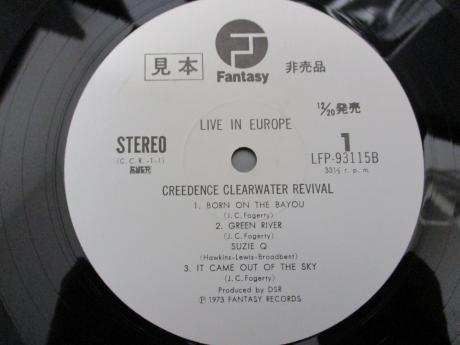 見本
Fantasy
非売品
LIVE IN EUROPE
12/20発売
STEREO
(C.C.R.-1-1)
1
LFP-93115B
33⅓ r.p.m.
CREEDENCE CLEARWATER REVIVAL
1. BORN ON THE BAYOU
(J.C.Fogerty)
2. GREEN RIVER
(J.C.Fogerty)
SUZIE Q
(Hawkins-Lewis-Broadbent)
3. IT CAME OUT OF THE SKY
(J.C.Fogerty)
Produced by DSR
℗1973 FANTASY RECORDS